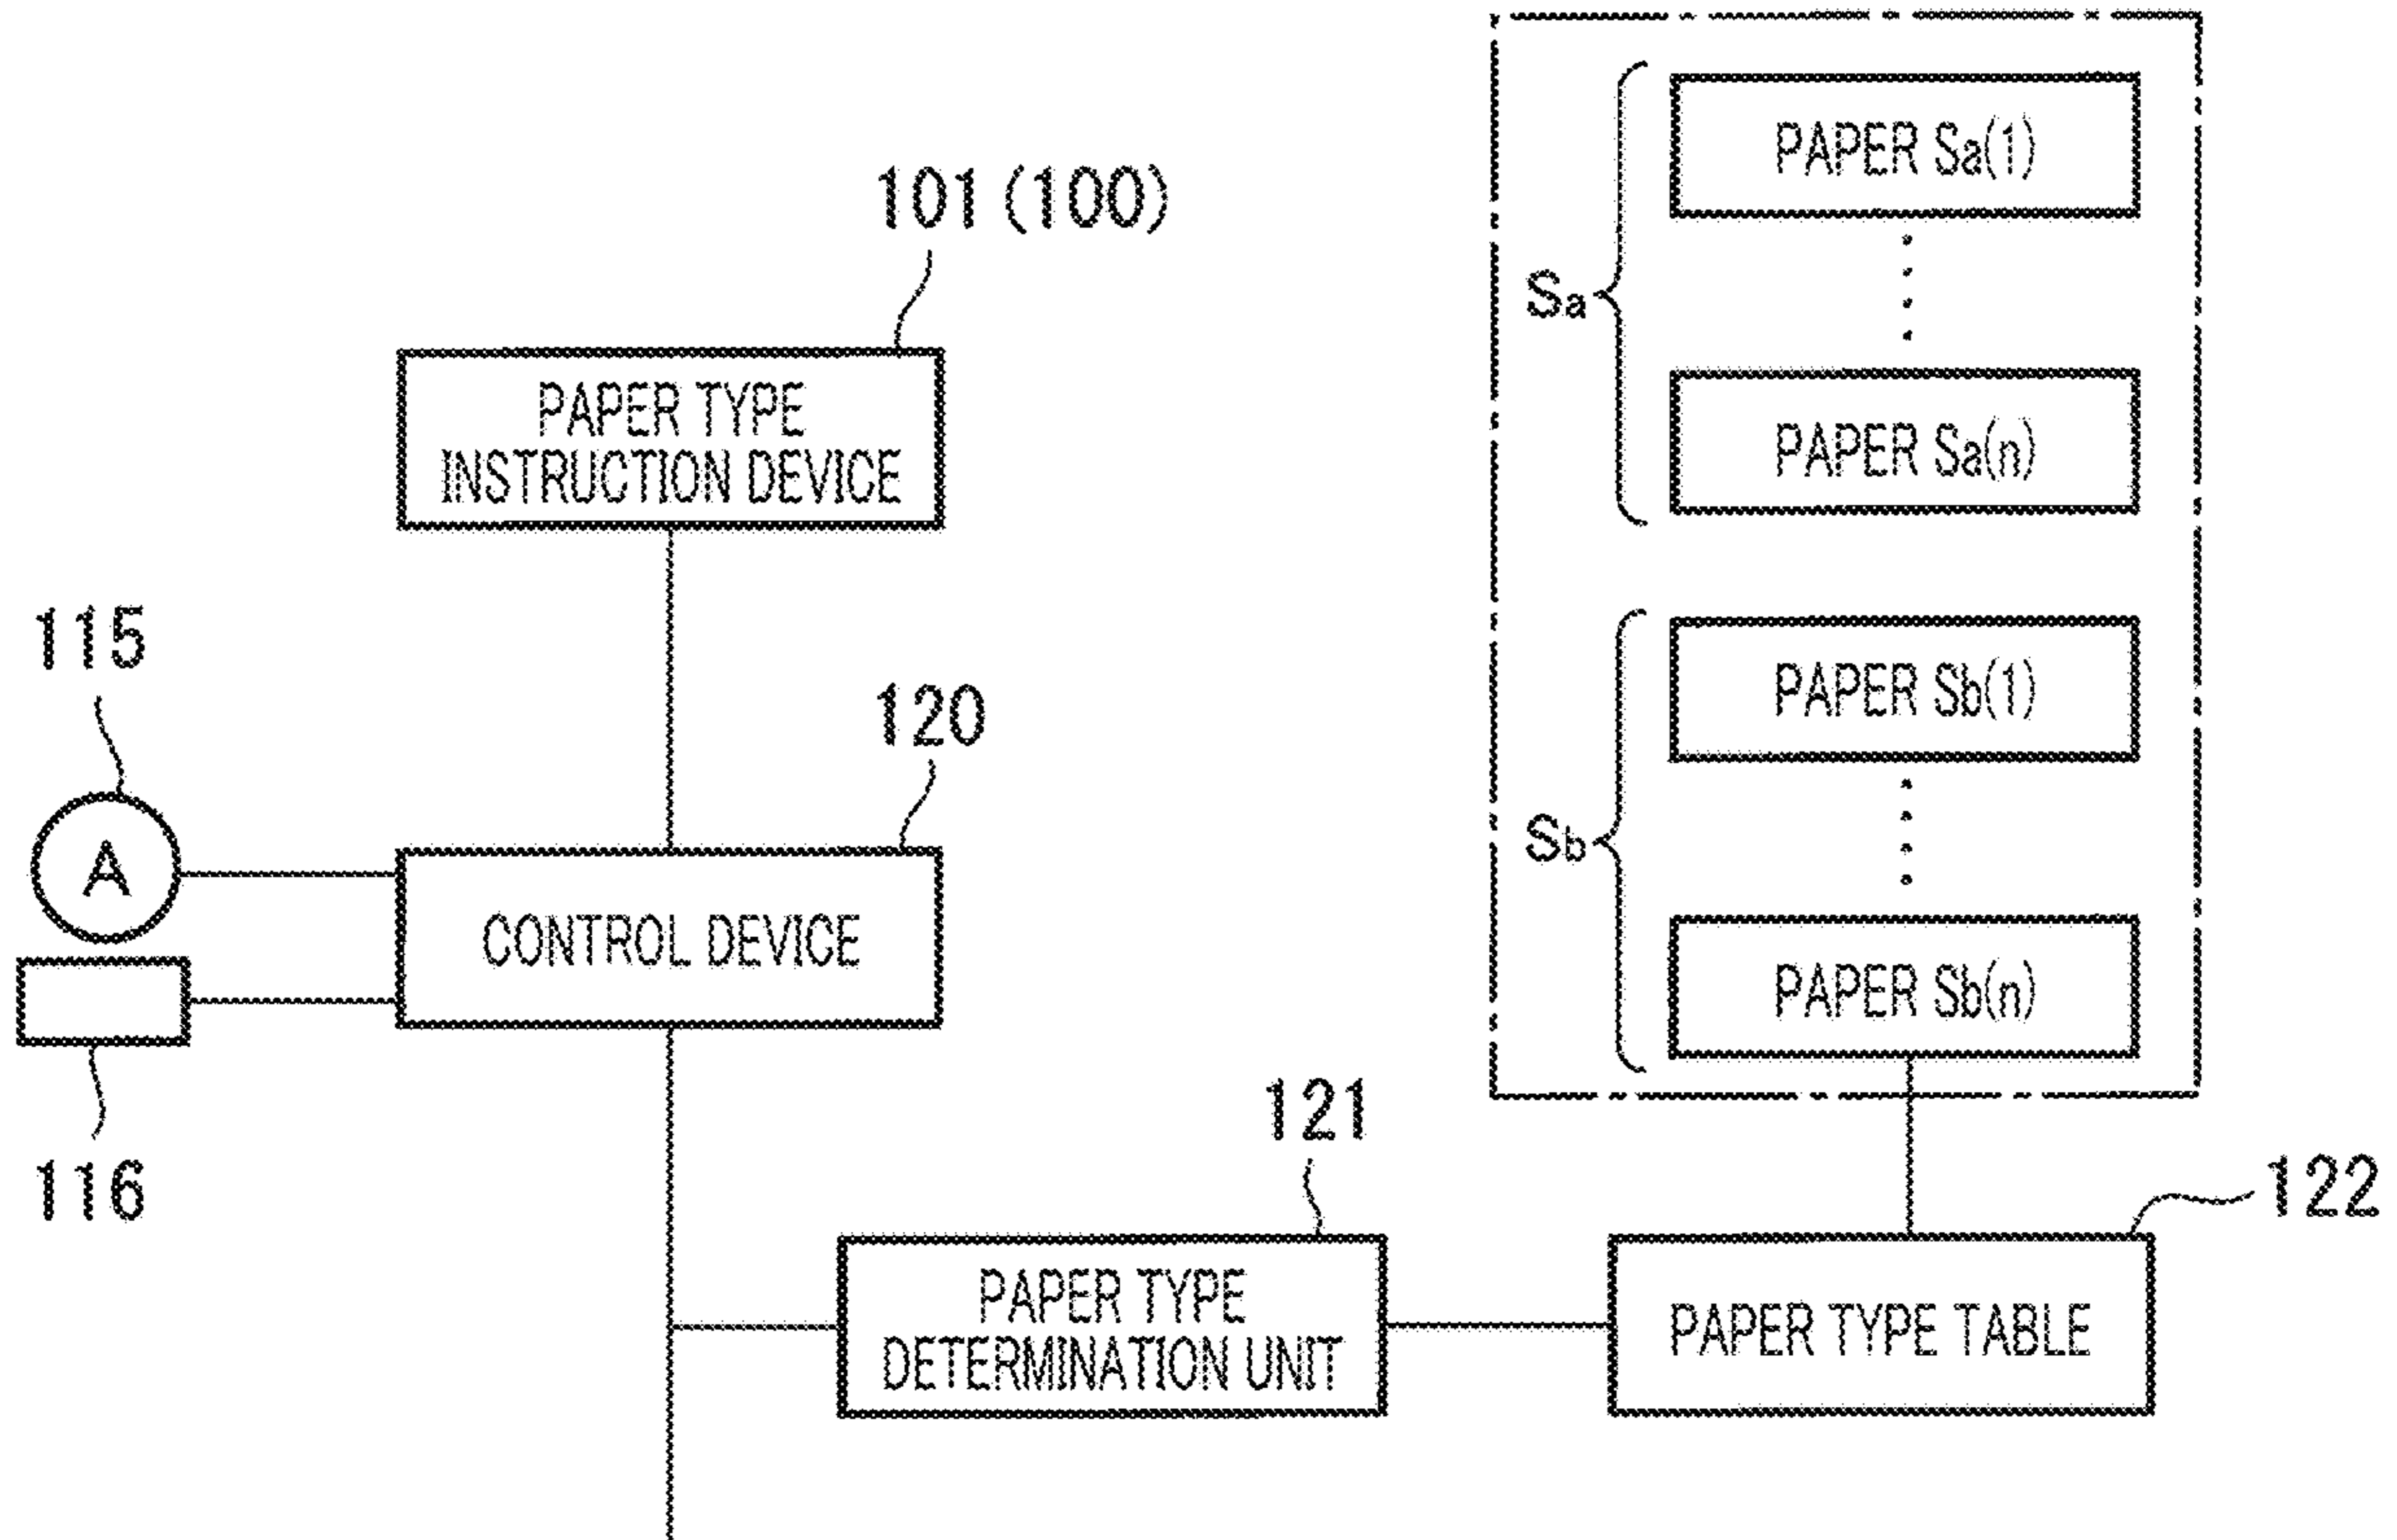 101 (100)
PAPER TYPE
INSTRUCTION DEVICE
115
A
116
120
CONTROL DEVICE
121
PAPER TYPE
DETERMINATION UNIT
122
PAPER TYPE TABLE
Sa
PAPER Sa(1)
PAPER Sa(n)
Sb
PAPER Sb(1)
PAPER Sb(n)